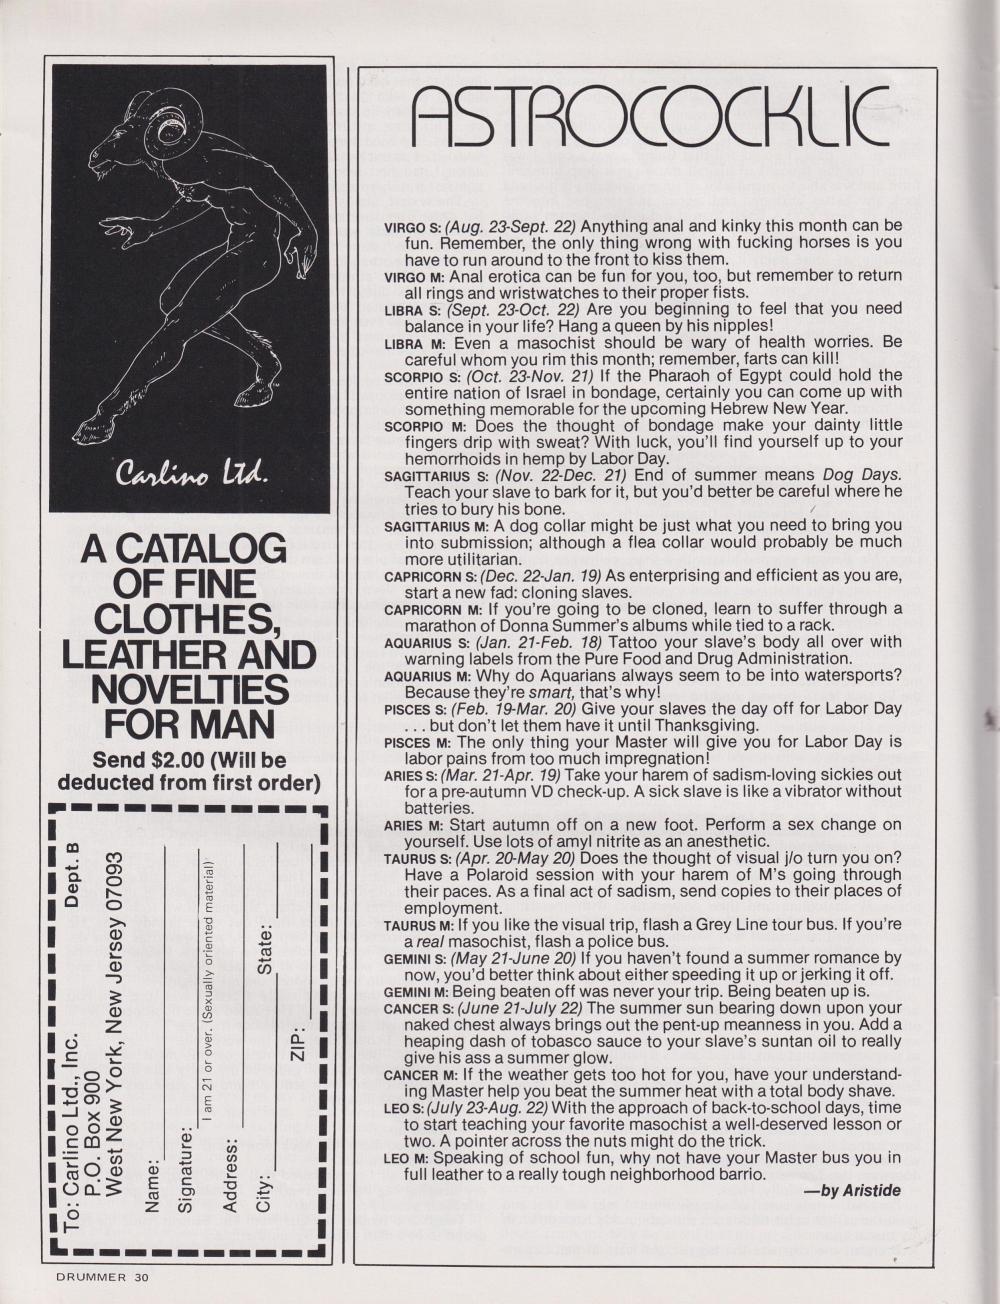 Carlino Ltd.
A CATALOG
OF FINE
CLOTHES,
LEATHER AND
NOVELTIES
FOR MAN
Send $2.00 (Will be
deducted from first order)
To: Carlino Ltd., Inc. Dept. B
P.O. Box 900
West New York, New Jersey 07093
Name:
Signature:
I am 21 or over. (Sexually oriented material)
Address:
City: State:
ZIP:
DRUMMER 30
ASTROCOCKLIC
VIRGO S: (Aug. 23-Sept. 22) Anything anal and kinky this month can be
fun. Remember, the only thing wrong with fucking horses is you
have to run around to the front to kiss them.
VIRGO M: Anal erotica can be fun for you, too, but remember to return
all rings and wristwatches to their proper fists.
LIBRA S: (Sept. 23-Oct. 22) Are you beginning to feel that you need
balance in your life? Hang a queen by his nipples!
LIBRA M: Even a masochist should be wary of health worries. Be
careful whom you rim this month; remember, farts can kill!
SCORPIO S: (Oct. 23-Nov. 21) If the Pharaoh of Egypt could hold the
entire nation of Israel in bondage, certainly you can come up with
something memorable for the upcoming Hebrew New Year.
SCORPIO M: Does the thought of bondage make your dainty little
fingers drip with sweat? With luck, you'll find yourself up to your
hemorrhoids in hemp by Labor Day.
SAGITTARIUS S: (Nov. 22-Dec. 21) End of summer means Dog Days.
Teach your slave to bark for it, but you'd better be careful where he
tries to bury his bone.
SAGITTARIUS M: A dog collar might be just what you need to bring you
into submission; although a flea collar would probably be much
more utilitarian.
CAPRICORN S: (Dec. 22-Jan. 19) As enterprising and efficient as you are,
start a new fad: cloning slaves.
CAPRICORN M: If you're going to be cloned, learn to suffer through a
marathon of Donna Summer's albums while tied to a rack.
AQUARIUS S: (Jan. 21-Feb. 18) Tattoo your slave's body all over with
warning labels from the Pure Food and Drug Administration.
AQUARIUS M: Why do Aquarians always seem to be into watersports?
Because they're smart, that's why!
PISCES S: (Feb. 19-Mar. 20) Give your slaves the day off for Labor Day
. . . but don't let them have it until Thanksgiving.
PISCES M: The only thing your Master will give you for Labor Day is
labor pains from too much impregnation!
ARIES S: (Mar. 21-Apr. 19) Take your harem of sadism-loving sickies out
for a pre-autumn VD check-up. A sick slave is like a vibrator without
batteries.
ARIES M: Start autumn off on a new foot. Perform a sex change on
yourself. Use lots of amyl nitrite as an anesthetic.
TAURUS S: (Apr. 20-May 20) Does the thought of visual j/o turn you on?
Have a Polaroid session with your harem of M's going through
their paces. As a final act of sadism, send copies to their places of
employment.
TAURUS M: If you like the visual trip, flash a Grey Line tour bus. If you're
a real masochist, flash a police bus.
GEMINI S: (May 21-June 20) If you haven't found a summer romance by
now, you'd better think about either speeding it up or jerking it off.
GEMINI M: Being beaten off was never your trip. Being beaten up is.
CANCER S: (June 21-July 22) The summer sun bearing down upon your
naked chest always brings out the pent-up meanness in you. Add a
heaping dash of tobasco sauce to your slave's suntan oil to really
give his ass a summer glow.
CANCER M: If the weather gets too hot for you, have your understand-
ing Master help you beat the summer heat with a total body shave.
LEO S: (July 23-Aug. 22) With the approach of back-to-school days, time
to start teaching your favorite masochist a well-deserved lesson or
two. A pointer across the nuts might do the trick.
LEO M: Speaking of school fun, why not have your Master bus you in
full leather to a really tough neighborhood barrio.
—by Aristide